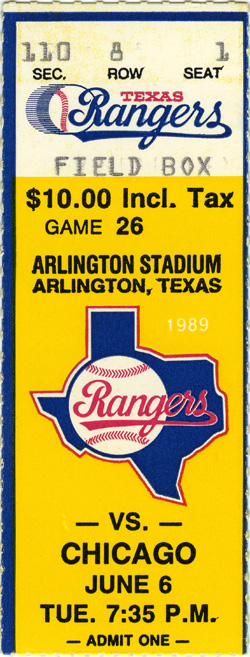 110 8 1
SEC. ROW SEAT
TEXAS
Rangers
FIELD BOX
$10.00 Incl. Tax
GAME 26
ARLINGTON STADIUM
ARLINGTON, TEXAS
1989
Rangers
— VS. —
CHICAGO
JUNE 6
TUE. 7:35 P.M.
— ADMIT ONE —